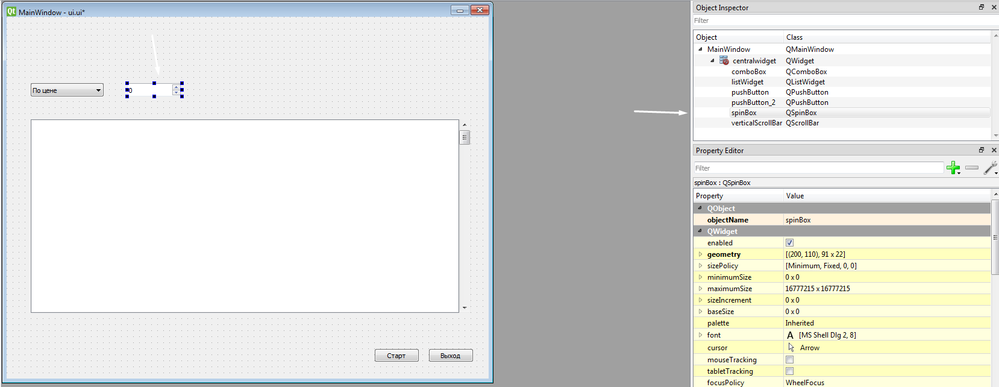 Qt MainWindow - ui.ui*
По цене
0
Старт
Выход
Object Inspector
Filter
Object Class
MainWindow QMainWindow
centralwidget QWidget
comboBox QComboBox
listWidget QListWidget
pushButton QPushButton
pushButton_2 QPushButton
spinBox QSpinBox
verticalScrollBar QScrollBar
Property Editor
Filter
spinBox : QSpinBox
Property Value
QObject
objectName spinBox
QWidget
enabled
geometry [(200, 110), 91 x 22]
sizePolicy [Minimum, Fixed, 0, 0]
minimumSize 0 x 0
maximumSize 16777215 x 16777215
sizeIncrement 0 x 0
baseSize 0 x 0
palette Inherited
font A [MS Shell Dlg 2, 8]
cursor Arrow
mouseTracking
tabletTracking
focusPolicy WheelFocus